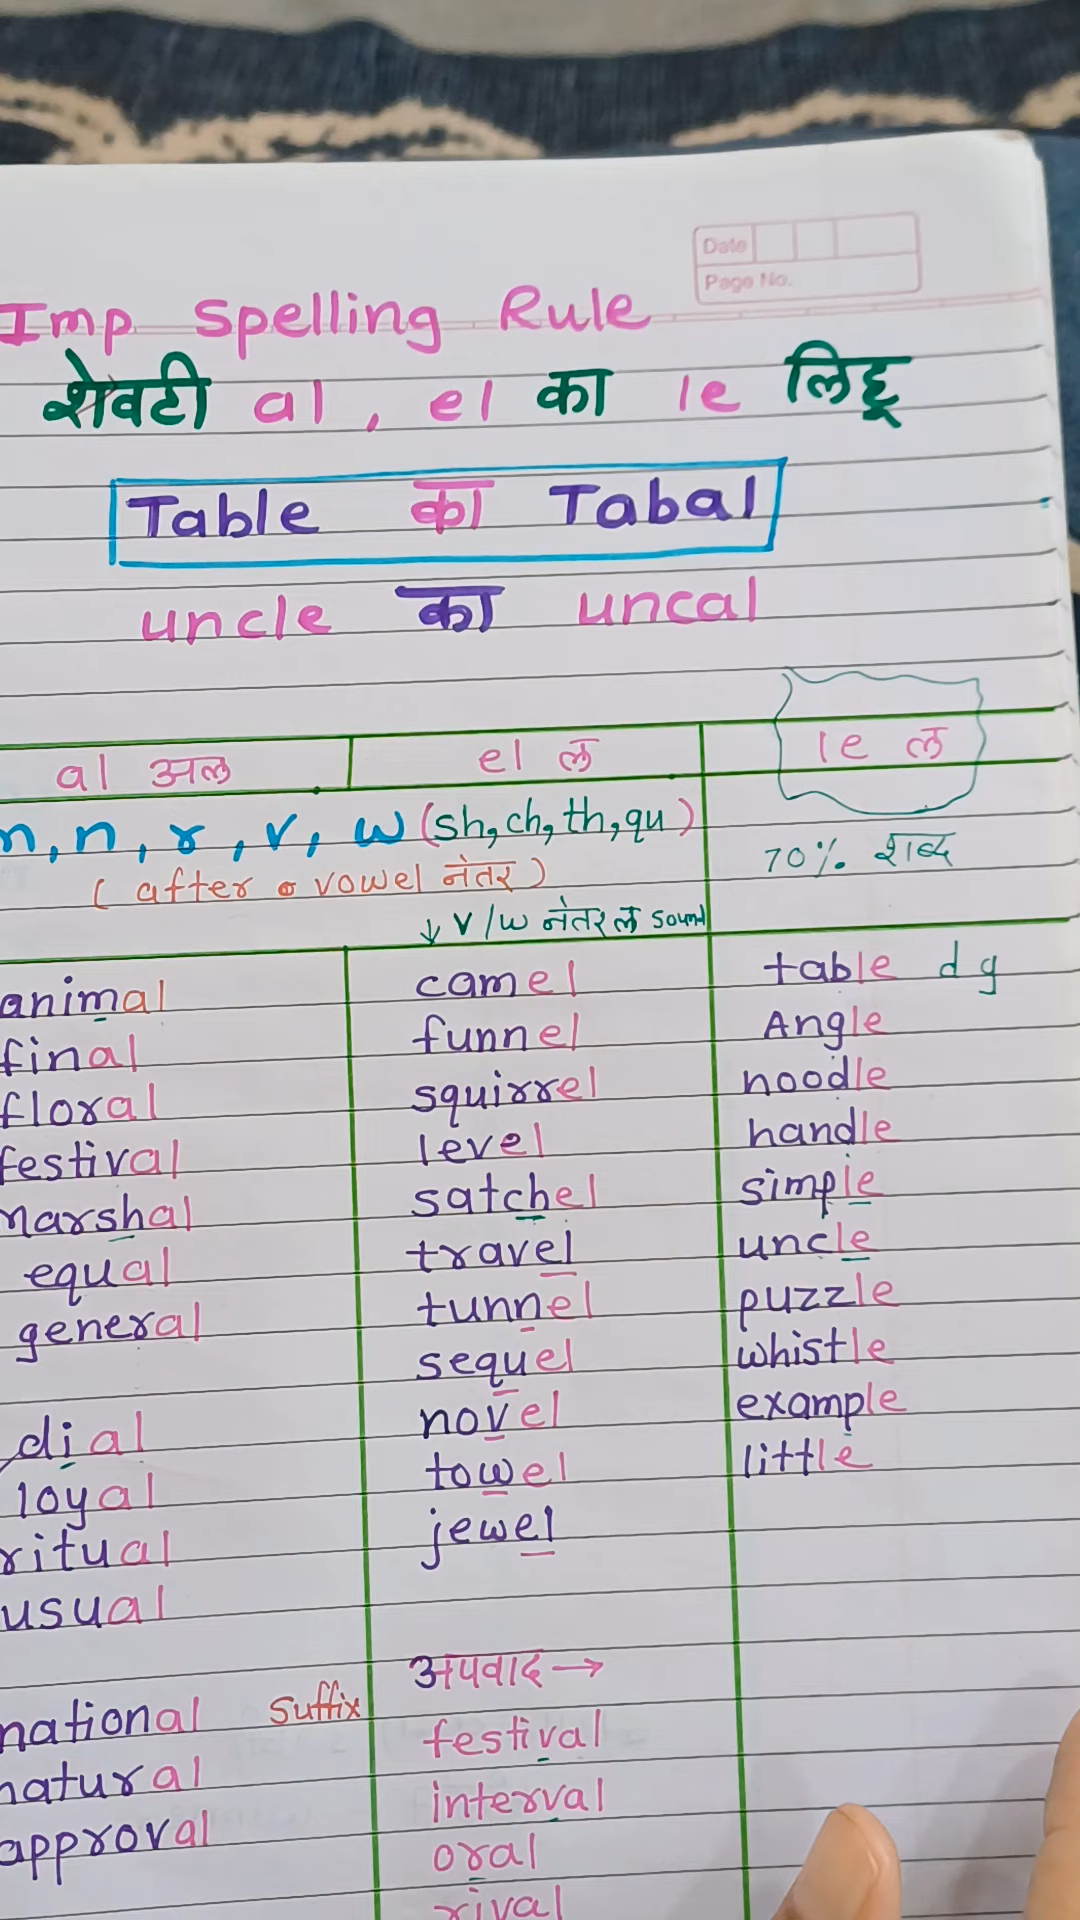 Date
Page No.
Imp Spelling Rule
शेवटी al, el का le लिहू
Table का Tabal
uncle का uncal
al अल el ल le ल
n, r, v, w (sh, ch, th, qu)
70% शब्द
(after vowel नंतर)
↓ v/w नंतर ल sound
animal camel table d g
final funnel Angle
floral squirrel noodle
festival level handle
marshal satchel simple
equal travel uncle
general tunnel puzzle
sequel whistle
dial novel example
loyal towel little
ritual jewel
usual
अपवाद →
national suffix festival
natural interval
approval oral
rival